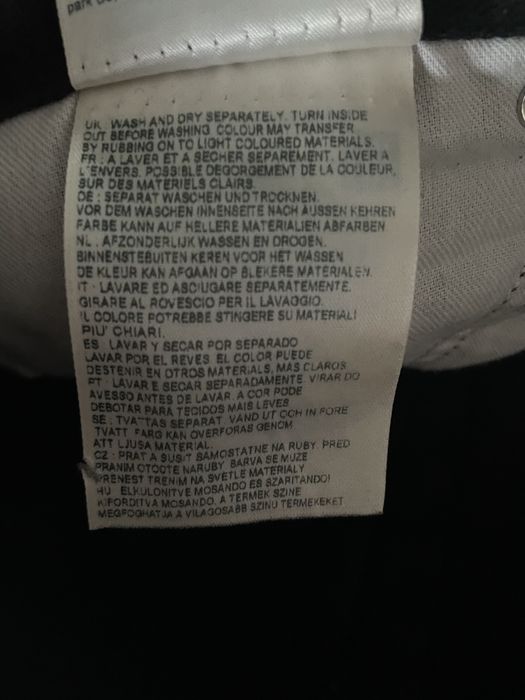 park
UK : WASH AND DRY SEPARATELY. TURN INSIDE
OUT BEFORE WASHING. COLOUR MAY TRANSFER
BY RUBBING ON TO LIGHT COLOURED MATERIALS.
FR : A LAVER ET A SECHER SEPAREMENT. LAVER A
L'ENVERS. POSSIBLE DEGORGEMENT DE LA COULEUR,
SUR DES MATERIELS CLAIRS.
DE : SEPARAT WASCHEN UND TROCKNEN.
VOR DEM WASCHEN INNENSEITE NACH AUSSEN KEHREN
FARBE KANN AUF HELLERE MATERIALIEN ABFARBEN
NL : AFZONDERLIJK WASSEN EN DROGEN.
BINNENSTEBUITEN KEREN VOOR HET WASSEN
DE KLEUR KAN AFGAAN OP BLEKERE MATERIALEN.
IT : LAVARE ED ASCIUGARE SEPARATEMENTE.
GIRARE AL ROVESCIO PER IL LAVAGGIO.
IL COLORE POTREBBE STINGERE SU MATERIALI
PIU' CHIARI.
ES : LAVAR Y SECAR POR SEPARADO
LAVAR POR EL REVES. EL COLOR PUEDE
DESTENIR EN OTROS MATERIALS, MAS CLAROS
PT : LAVAR E SECAR SEPARADAMENTE. VIRAR DO
AVESSO ANTES DE LAVAR. A COR PODE
DEBOTAR PARA TECIDOS MAIS LEVES
SE : TVATTAS SEPARAT. VAND UT OCH IN FORE
TVATT. FARG KAN OVERFORAS GENOM
ATT LJUSA MATERIAL.
CZ : PRAT A SUSIT SAMOSTATNE NA RUBY. PRED
PRANIM OTOCTE NARUBY. BARVA SE MUZE
PRENEST TRENIM NA SVETLE MATERIALY
HU : ELKULONITVE MOSANDO ES SZARITANDO!
KIFORDITVA MOSANDO. A TERMEK SZINE
MEGFOGHATJA A VILAGOSABB SZINU TERMEKEKET